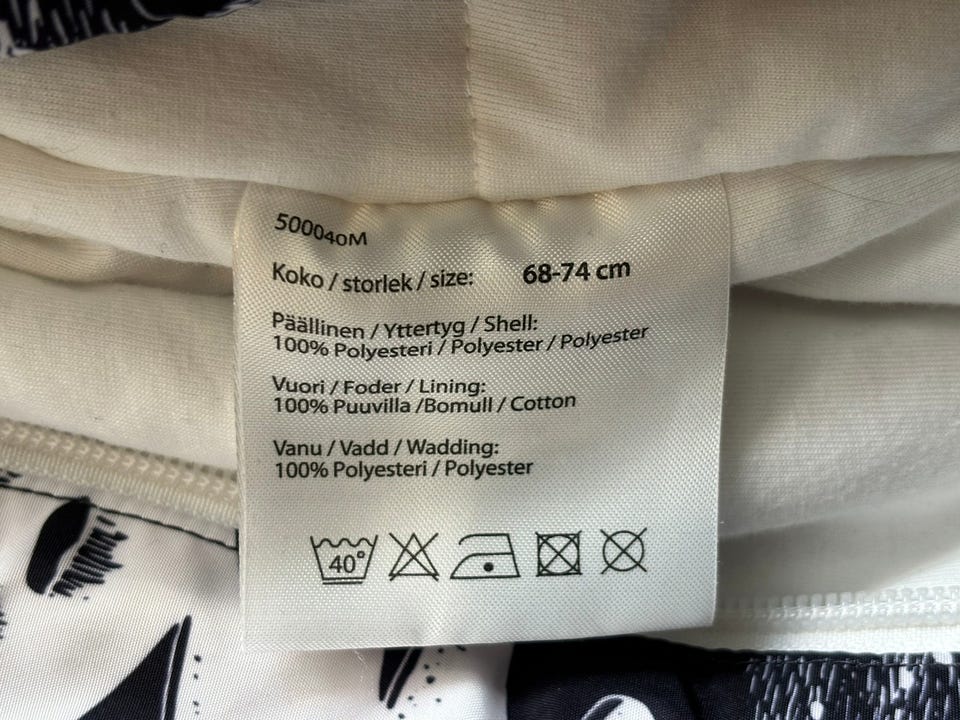 500040M
Koko / storlek / size: 68-74 cm
Päällinen / Yttertyg / Shell:
100% Polyesteri / Polyester / Polyester
Vuori / Foder / Lining:
100% Puuvilla /Bomull / Cotton
Vanu / Vadd / Wadding:
100% Polyesteri / Polyester
40°